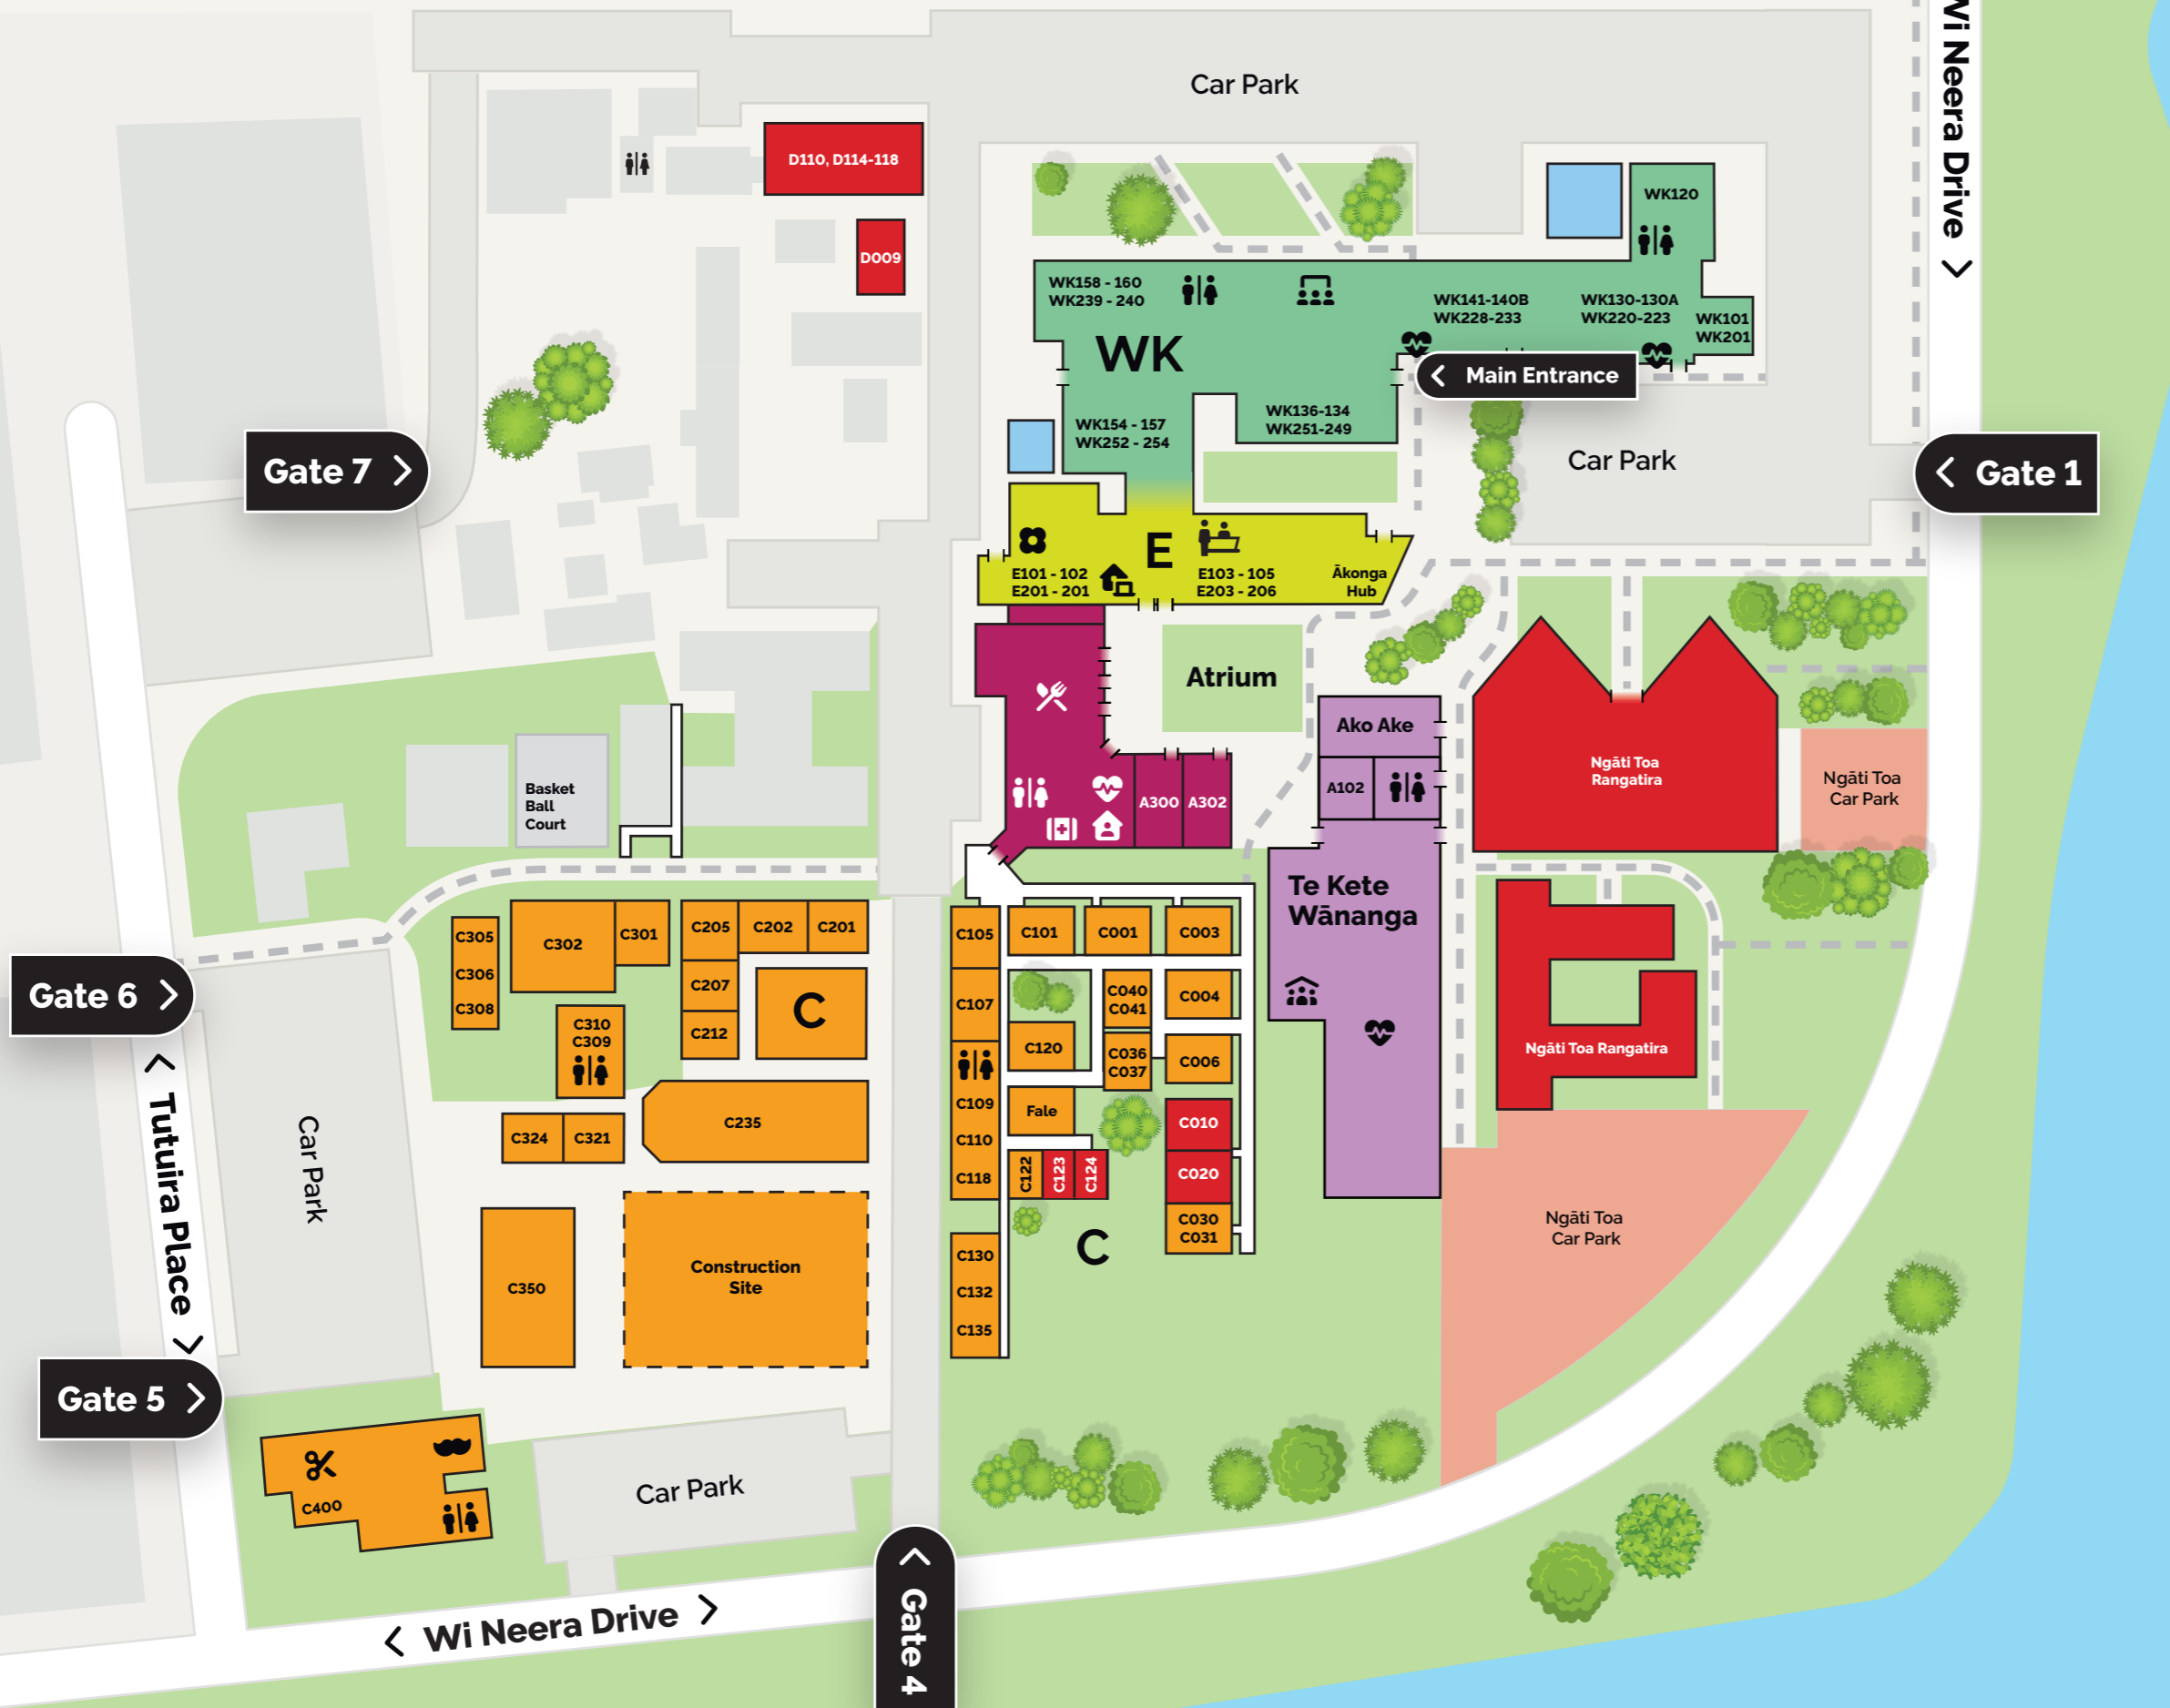 Car Park
Wi Neera Drive
D110, D114-118
D009
WK120
WK158 - 160
WK239 - 240
WK141-140B
WK228-233
WK130-130A
WK220-223
WK101
WK201
WK
Main Entrance
WK136-134
WK251-249
WK154 - 157
WK252 - 254
Car Park
Gate 7
Gate 1
E
E101 - 102
E201 - 201
E103 - 105
E203 - 206
Ākonga
Hub
Atrium
Ako Ake
A102
A300
A302
Ngāti Toa
Rangatira
Ngāti Toa
Car Park
Basket
Ball
Court
Te Kete
Wānanga
C305
C306
C308
C302
C301
C205
C202
C201
C207
C212
C
C310
C309
C324
C321
C235
C105
C101
C001
C003
C107
C040
C041
C004
C120
C036
C037
C006
C109
C110
C118
Fale
C010
C020
C122
C123
C124
C030
C031
C
C130
C132
C135
Ngāti Toa Rangatira
Ngāti Toa
Car Park
Gate 6
Tutuira Place
Car Park
C350
Construction
Site
Gate 5
C400
Car Park
Wi Neera Drive
Gate 4